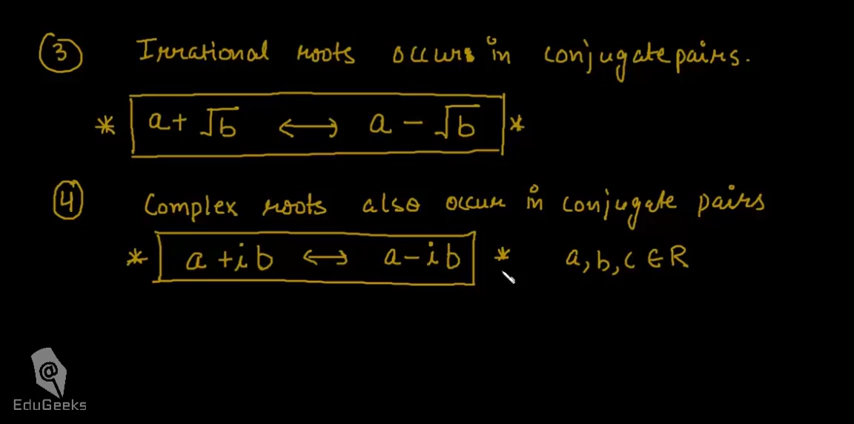 ③ Irrational roots occurs in conjugate pairs.
* a+ √b ⟷ a - √b *
④ Complex roots also occur in conjugate pairs
* a +ib ⟷ a-ib * a, b, c ∈ R
@
EduGeeks